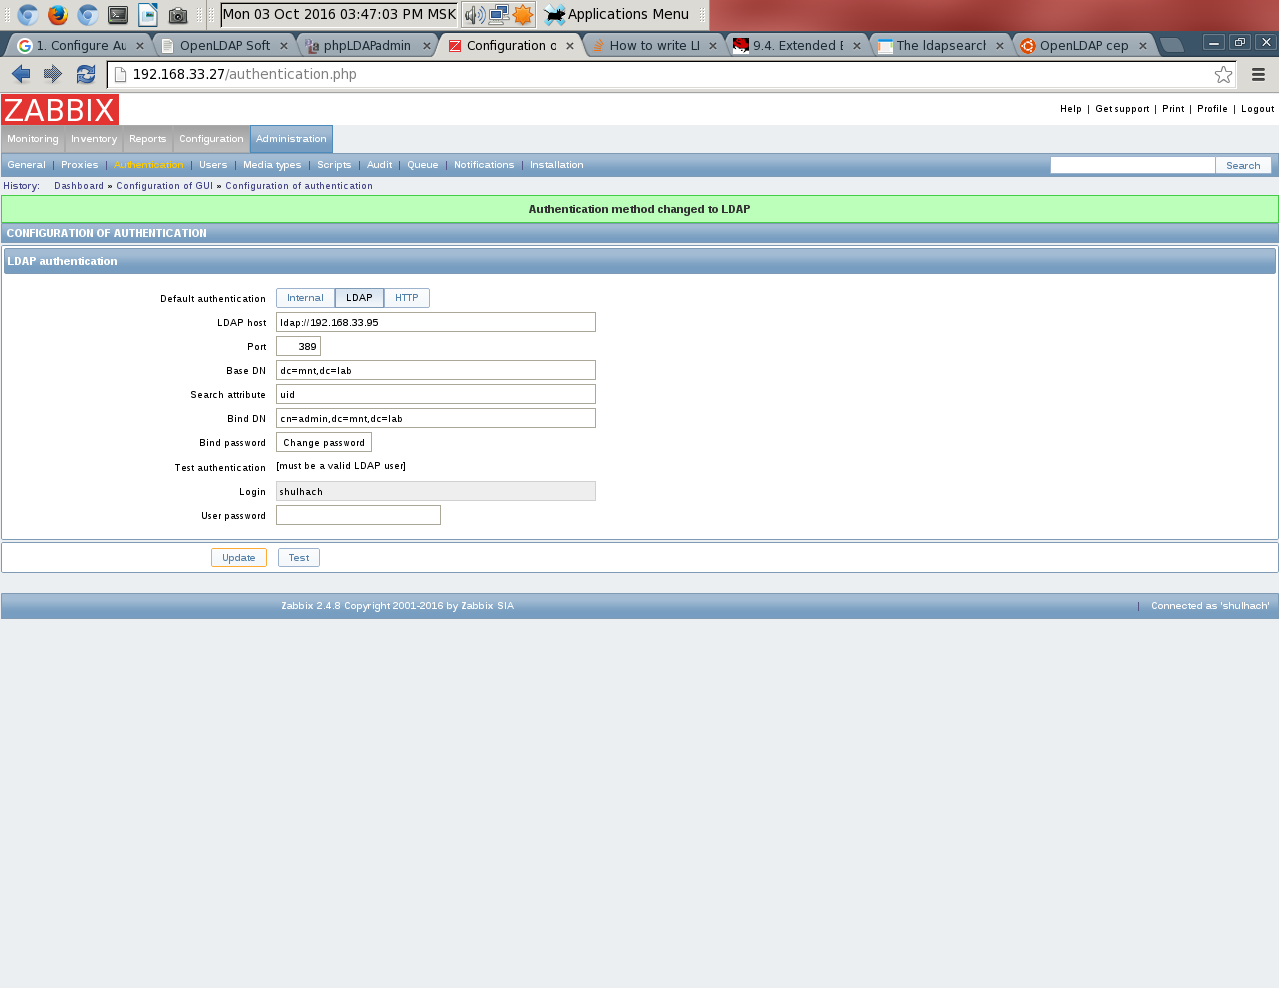 Mon 03 Oct 2016 03:47:03 PM MSK Applications Menu
1. Configure Au OpenLDAP Soft phpLDAPadmin Configuration o How to write LI 9.4. Extended The ldapsearch OpenLDAP сер
192.168.33.27/authentication.php
ZABBIX
Help | Get support | Print | Profile | Logout
Monitoring Inventory Reports Configuration Administration
General | Proxies | Authentication | Users | Media types | Scripts | Audit | Queue | Notifications | Installation Search
History: Dashboard » Configuration of GUI » Configuration of authentication
Authentication method changed to LDAP
CONFIGURATION OF AUTHENTICATION
LDAP authentication
Default authentication Internal LDAP HTTP
LDAP host ldap://192.168.33.95
Port 389
Base DN dc=mnt,dc=lab
Search attribute uid
Bind DN cn=admin,dc=mnt,dc=lab
Bind password Change password
Test authentication [must be a valid LDAP user]
Login shulhach
User password
Update Test
Zabbix 2.4.8 Copyright 2001-2016 by Zabbix SIA | Connected as 'shulhach'